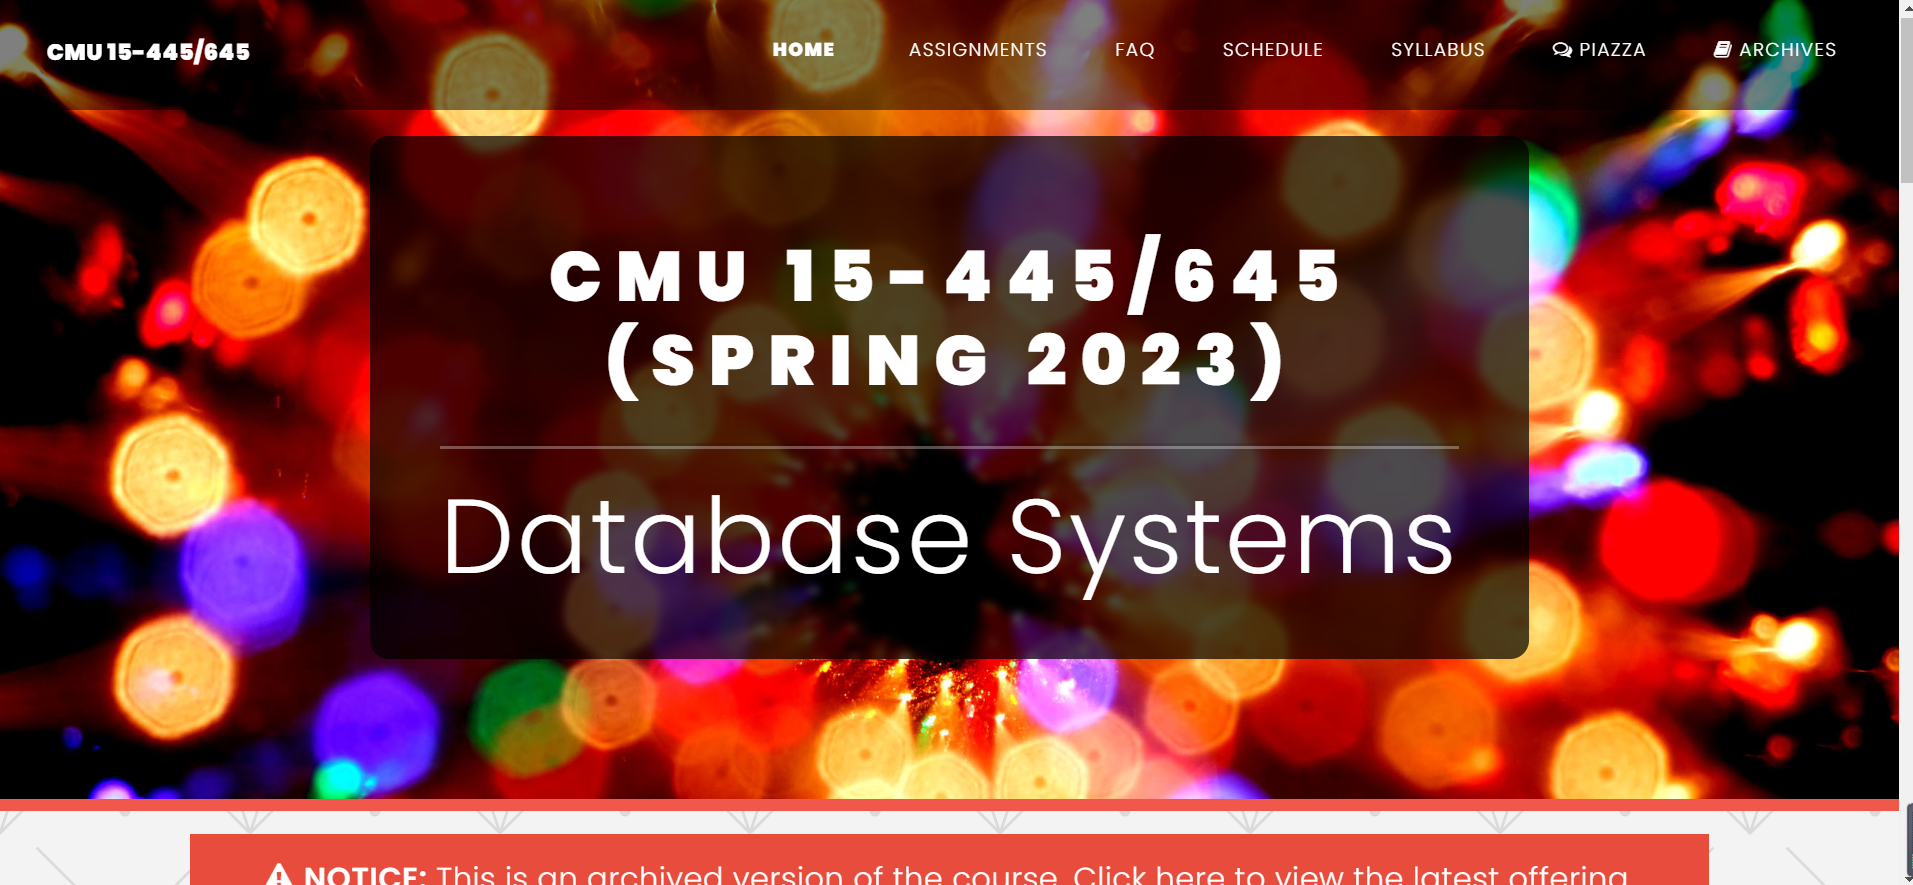 CMU 15-445/645
HOME ASSIGNMENTS FAQ SCHEDULE SYLLABUS PIAZZA ARCHIVES
CMU 15-445/645
(SPRING 2023)
Database Systems
NOTICE: This is an archived version of the course. Click here to view the latest offering